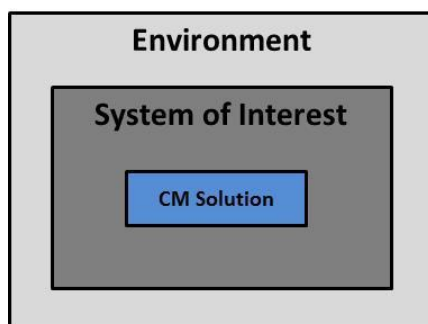 Environment
System of Interest
CM Solution